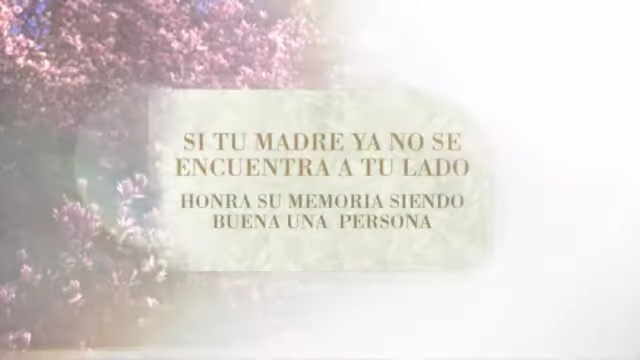 SI TU MADRE YA NO SE
ENCUENTRA A TU LADO
HONRA SU MEMORIA SIENDO
BUENA UNA PERSONA